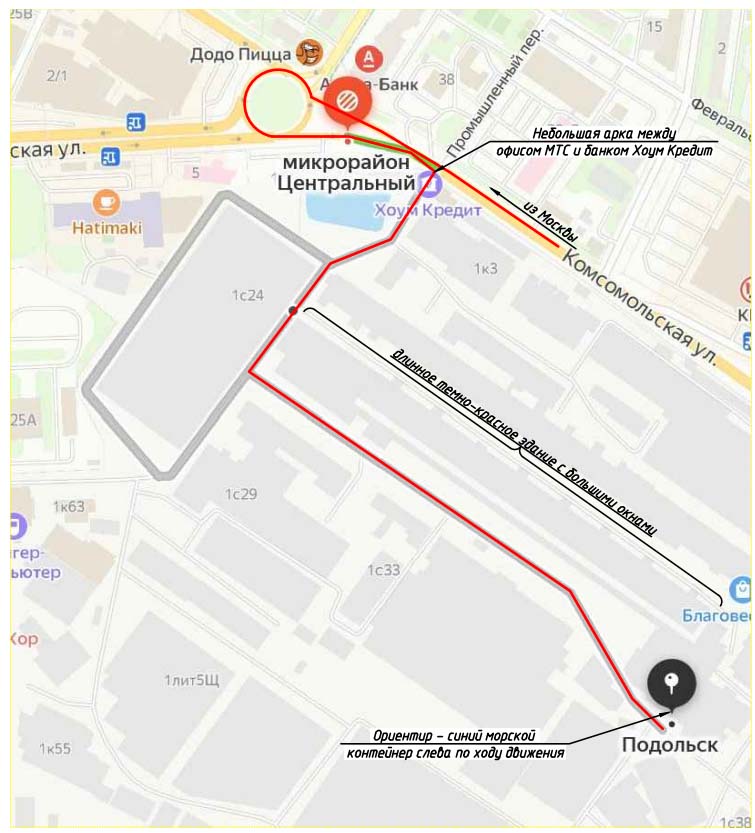 25В
Додо Пицца
15
2
2/1
Банк
38
Промышленный пер.
Февральс
Небольшая арка между
офисом МТС и банком Хоум Кредит
ская ул.
микрорайон
Центральный
5
Хоум Кредит
Hatimaki
из Москвы
Комсомольская ул.
1к3
1с24
К
длинное темно-красное здание с большими окнами
25А
1с29
1к63
гер-
ьютер
1с33
Благовес
Кор
1лит5Щ
Ориентир - синий морской
контейнер слева по ходу движения
Подольск
1к55